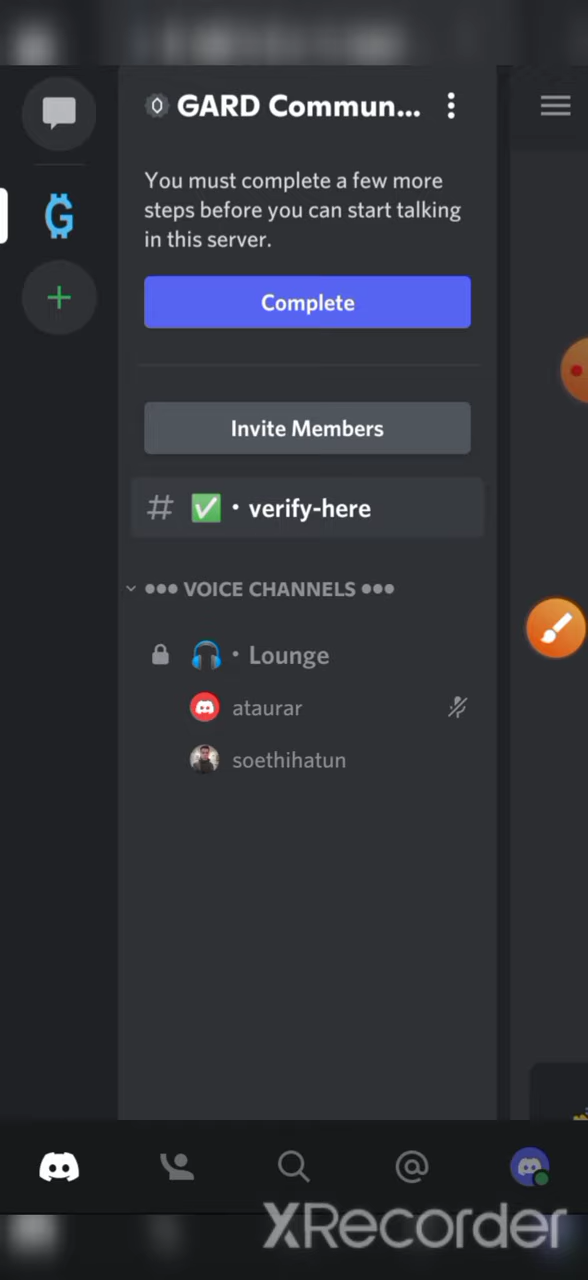 GARD Commun...
You must complete a few more
steps before you can start talking
in this server.
Complete
Invite Members
# ✅ • verify-here
••• VOICE CHANNELS •••
🎧 • Lounge
ataurar
soethihatun
XRecorder